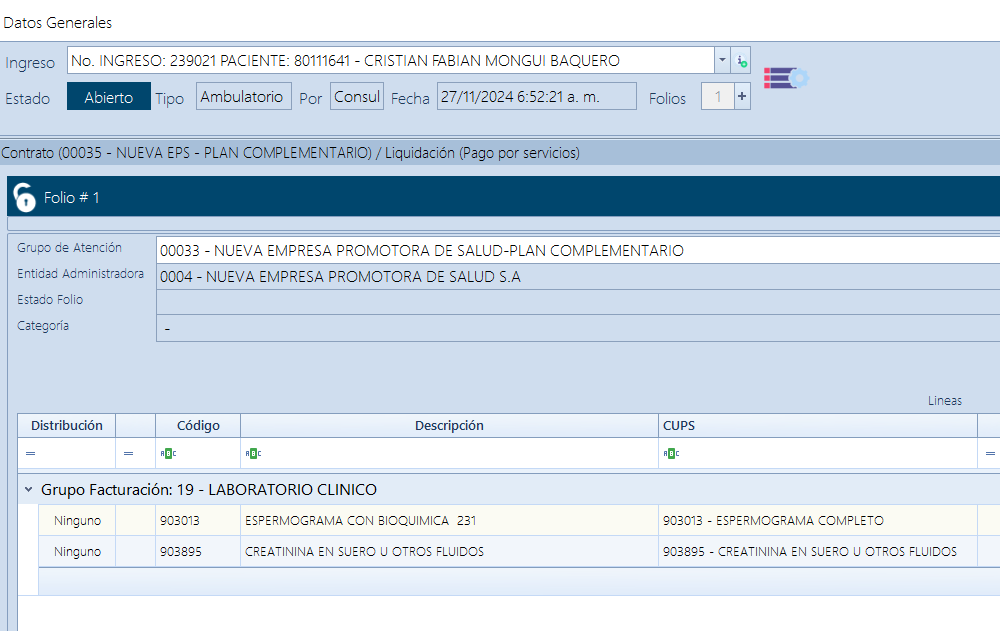 Datos Generales
Ingreso No. INGRESO: 239021 PACIENTE: 80111641 - CRISTIAN FABIAN MONGUI BAQUERO
Estado Abierto Tipo Ambulatorio Por Consul Fecha 27/11/2024 6:52:21 a. m. Folios 1 +
Contrato (00035 - NUEVA EPS - PLAN COMPLEMENTARIO) / Liquidación (Pago por servicios)
Folio # 1
Grupo de Atención 00033 - NUEVA EMPRESA PROMOTORA DE SALUD-PLAN COMPLEMENTARIO
Entidad Administradora 0004 - NUEVA EMPRESA PROMOTORA DE SALUD S.A
Estado Folio
Categoría -
Lineas
Distribución Código Descripción CUPS
= = ABC ABC ABC =
Grupo Facturación: 19 - LABORATORIO CLINICO
Ninguno 903013 ESPERMOGRAMA CON BIOQUIMICA 231 903013 - ESPERMOGRAMA COMPLETO
Ninguno 903895 CREATININA EN SUERO U OTROS FLUIDOS 903895 - CREATININA EN SUERO U OTROS FLUIDOS